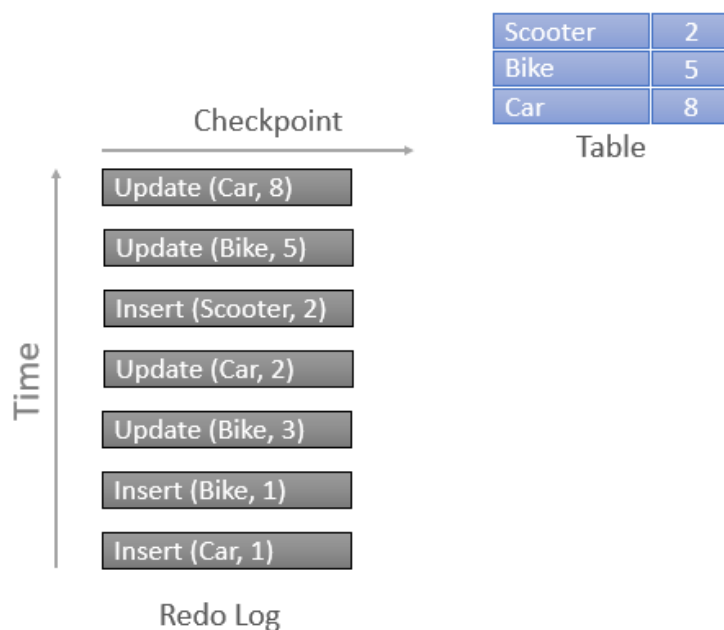 Scooter 2
Bike 5
Car 8
Table
Checkpoint
Update (Car, 8)
Update (Bike, 5)
Insert (Scooter, 2)
Update (Car, 2)
Update (Bike, 3)
Insert (Bike, 1)
Insert (Car, 1)
Time
Redo Log